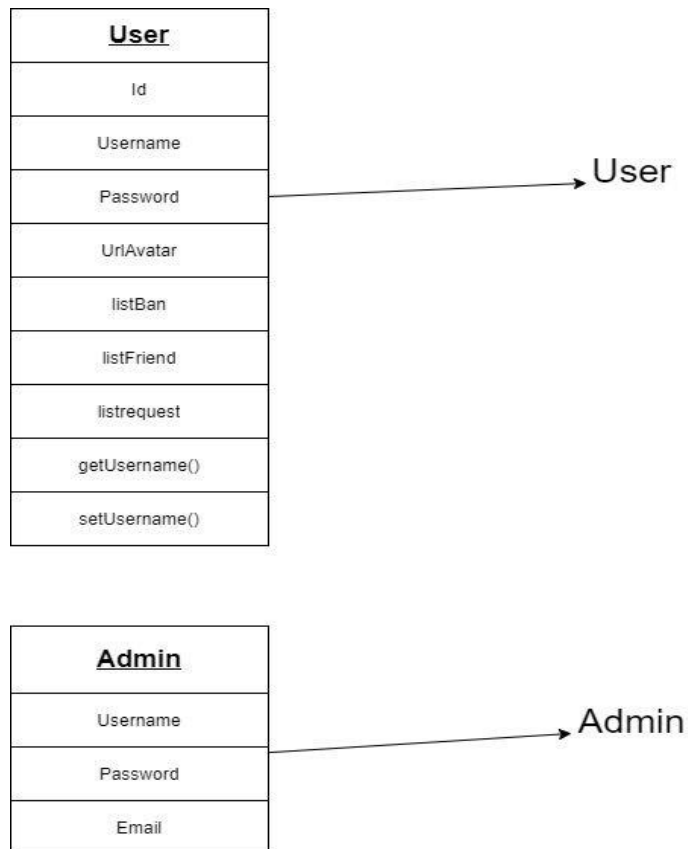 User
Id
Username
Password
User
UrlAvatar
listBan
listFriend
listrequest
getUsername()
setUsername()
Admin
Username
Admin
Password
Email